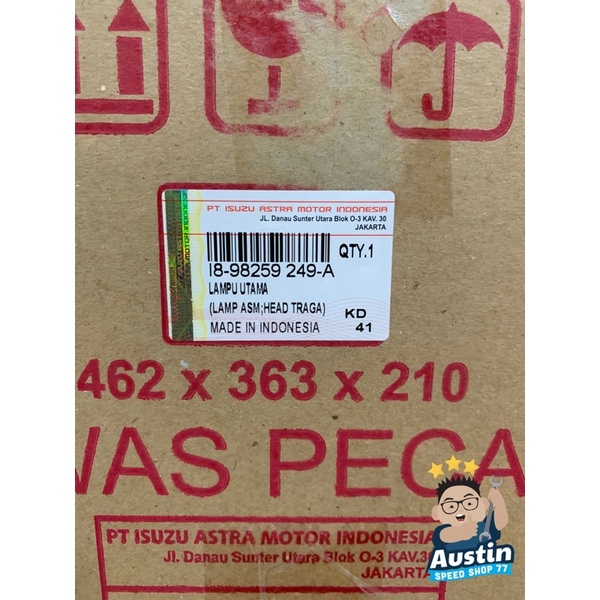 PT ISUZU ASTRA MOTOR INDONESIA
JL. Danau Sunter Utara Blok O-3 KAV. 30
JAKARTA
QTY.1
I8-98259 249-A
LAMPU UTAMA
(LAMP ASM;HEAD TRAGA)
KD
MADE IN INDONESIA
41
462 x 363 x 210
WAS PECA
PT ISUZU ASTRA MOTOR INDONESIA
Jl. Danau Sunter Utara Blok O-3 KAV.30
JAKARTA
Austin
SPEED SHOP 77